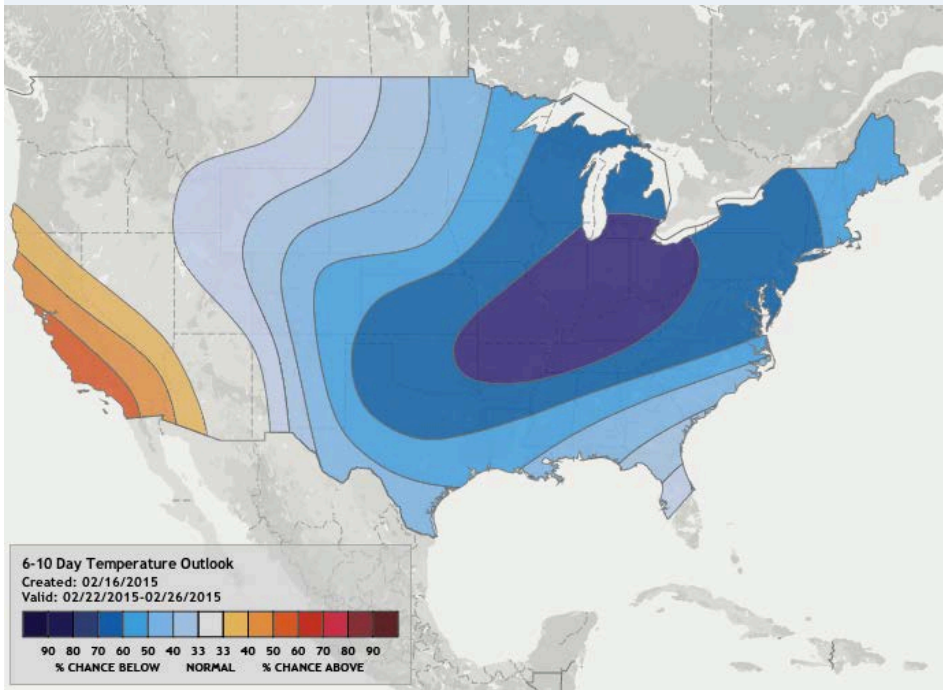 6-10 Day Temperature Outlook
Created: 02/16/2015
Valid: 02/22/2015-02/26/2015
90 80 70 60 50 40 33 33 40 50 60 70 80 90
% CHANCE BELOW NORMAL % CHANCE ABOVE